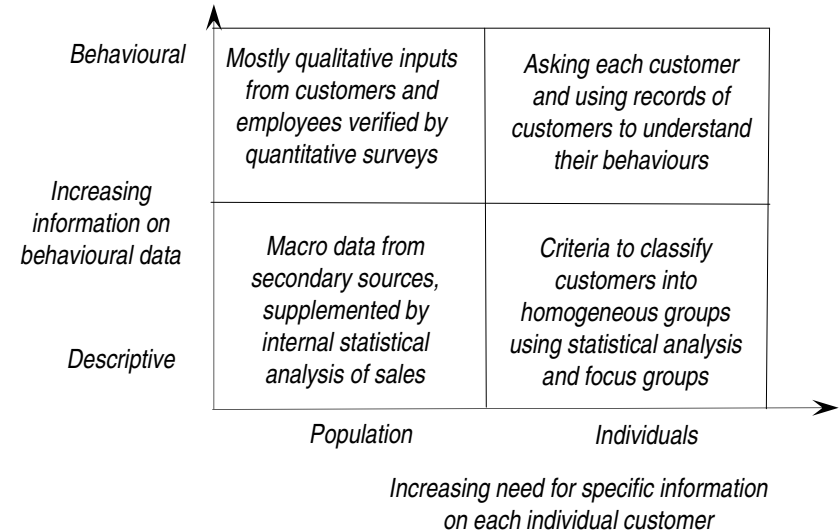 Behavioural
Mostly qualitative inputs
from customers and
employees verified by
quantitative surveys
Asking each customer
and using records of
customers to understand
their behaviours
Increasing
information on
behavioural data
Macro data from
secondary sources,
supplemented by
internal statistical
analysis of sales
Criteria to classify
customers into
homogeneous groups
using statistical analysis
and focus groups
Descriptive
Population
Individuals
Increasing need for specific information
on each individual customer